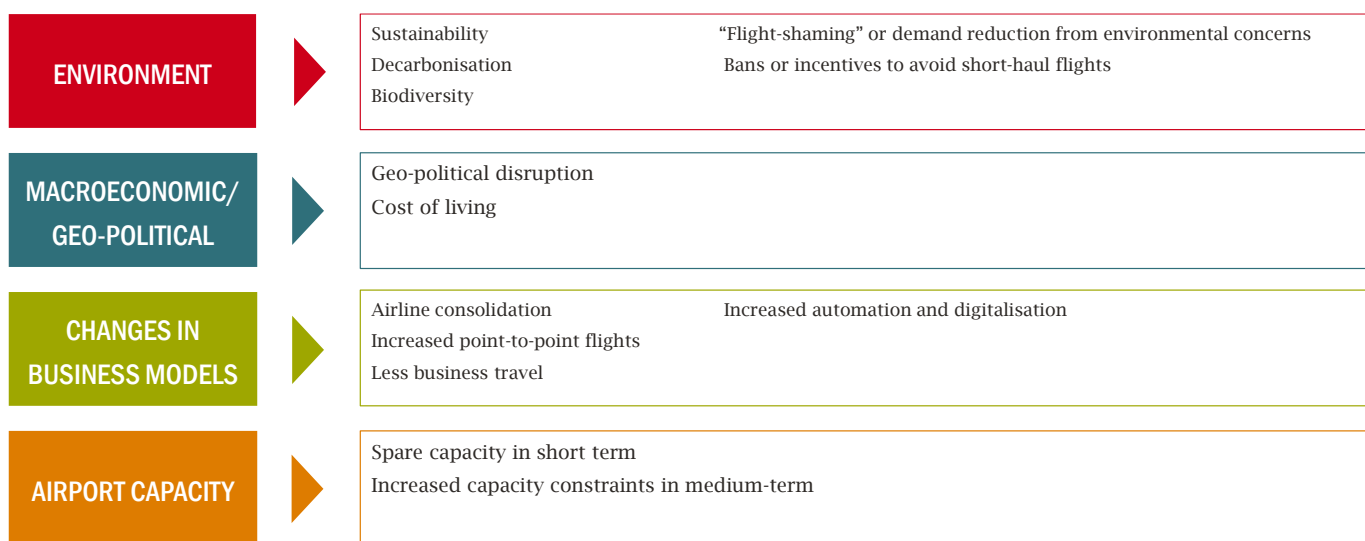 ENVIRONMENT
Sustainability
Decarbonisation
Biodiversity
“Flight-shaming” or demand reduction from environmental concerns
Bans or incentives to avoid short-haul flights
MACROECONOMIC/
GEO-POLITICAL
Geo-political disruption
Cost of living
CHANGES IN
BUSINESS MODELS
Airline consolidation
Increased point-to-point flights
Less business travel
Increased automation and digitalisation
AIRPORT CAPACITY
Spare capacity in short term
Increased capacity constraints in medium-term